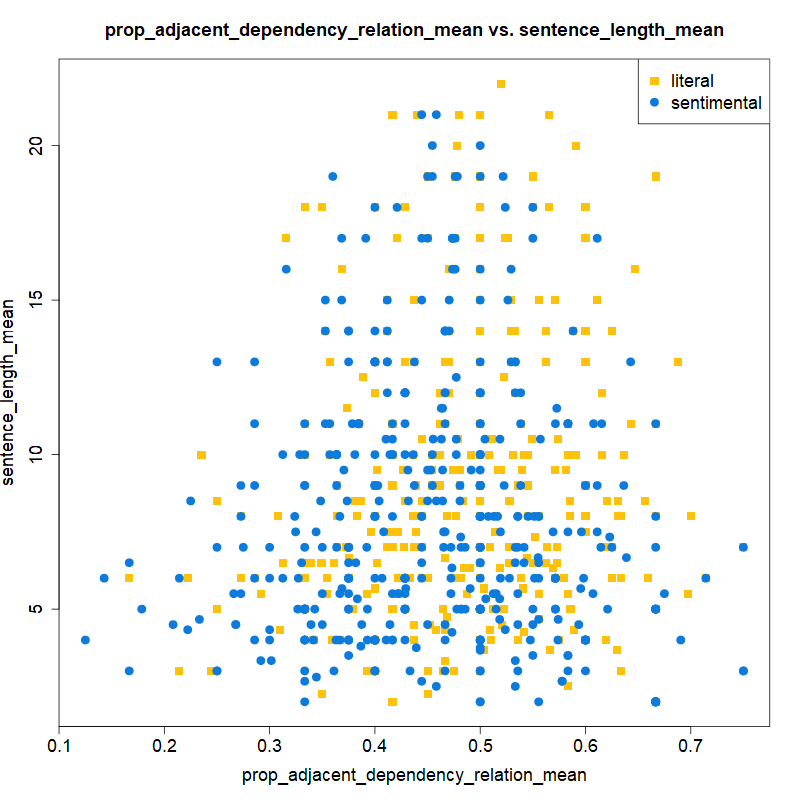 prop_adjacent_dependency_relation_mean vs. sentence_length_mean
literal
sentimental
20
15
10
5
sentence_length_mean
0.1 0.2 0.3 0.4 0.5 0.6 0.7
prop_adjacent_dependency_relation_mean